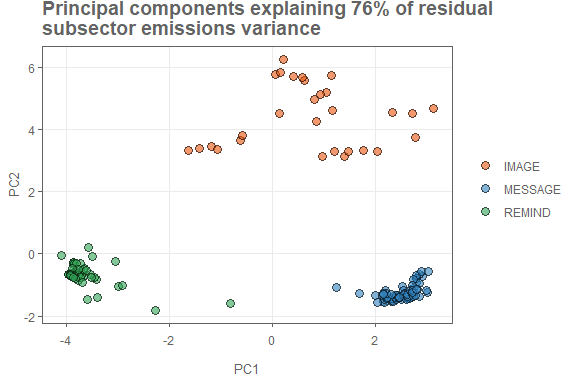 Principal components explaining 76% of residual
subsector emissions variance
6
4
2
0
-2
PC2
-4
-2
0
2
PC1
IMAGE
MESSAGE
REMIND